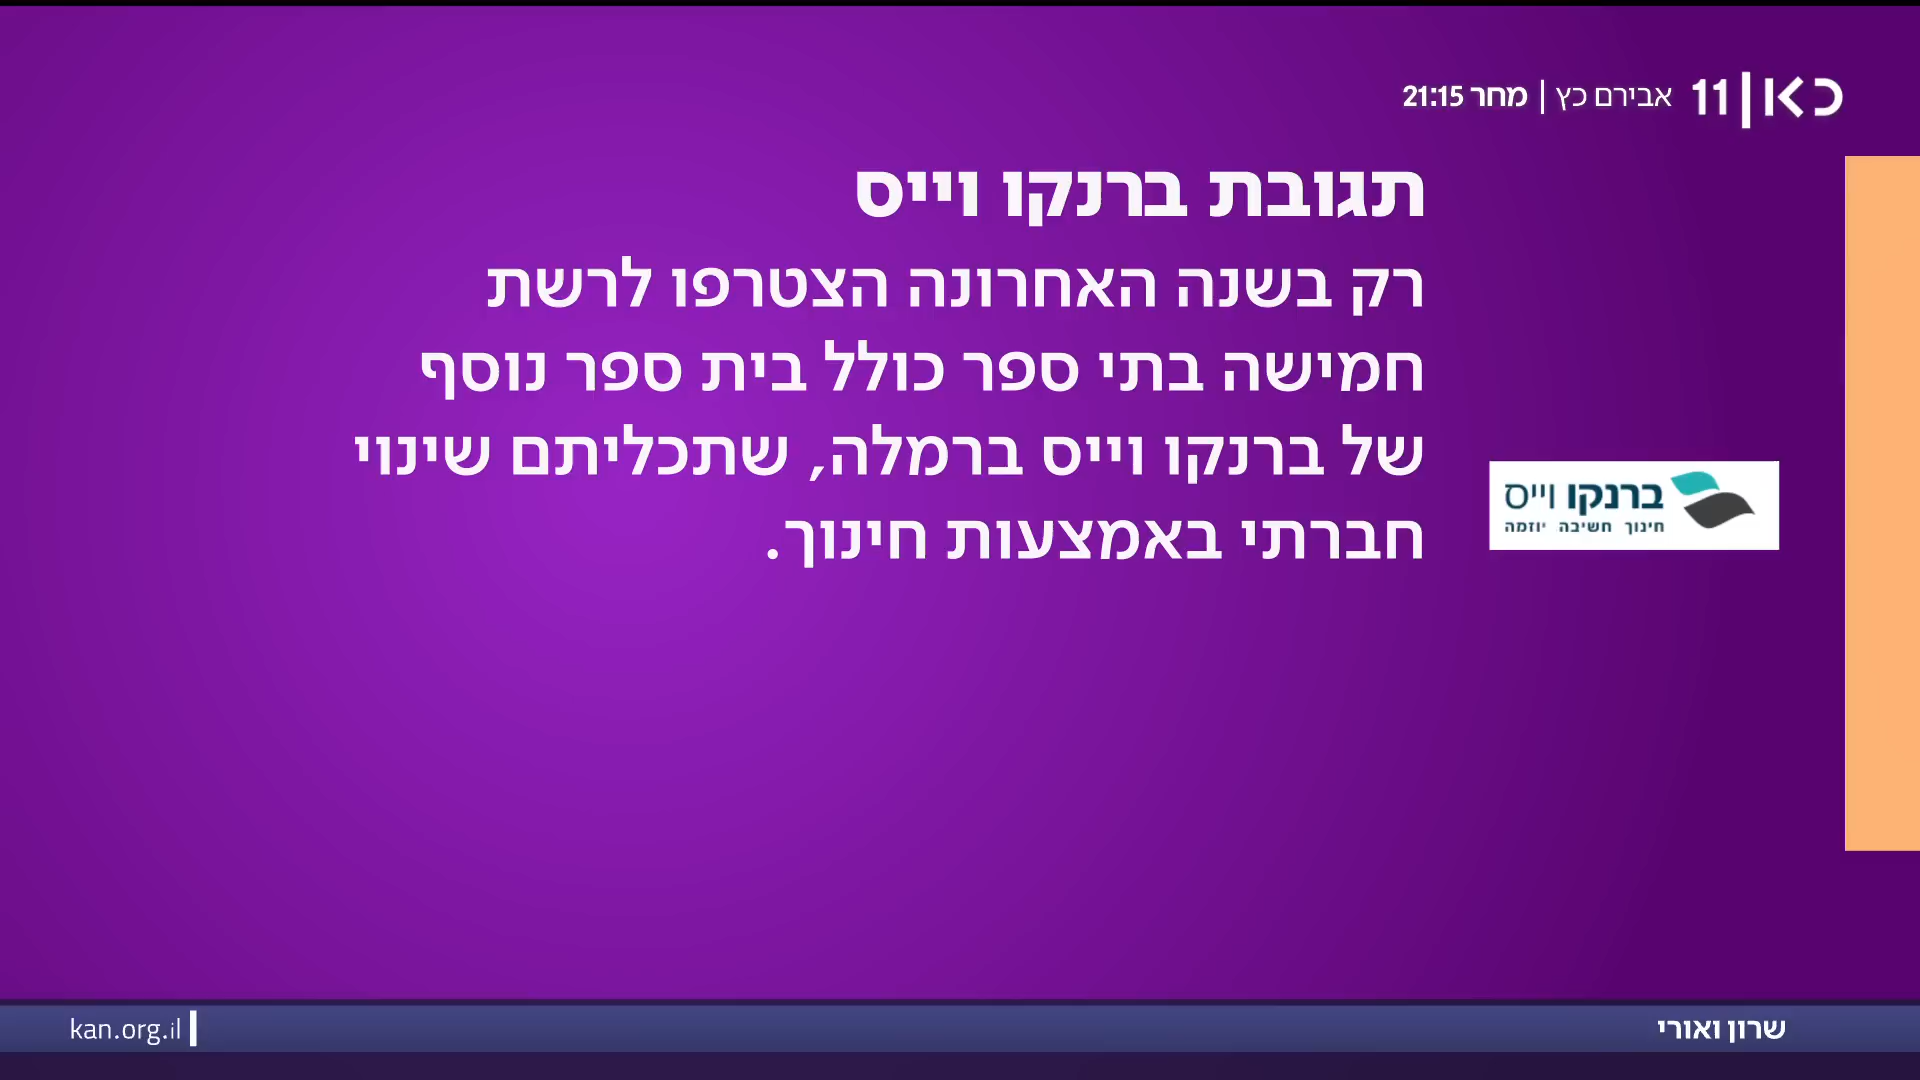 כאן 11 | אבירם כץ | מחר 21:15
תגובת ברנקו וייס
רק בשנה האחרונה הצטרפו לרשת
חמישה בתי ספר כולל בית ספר נוסף
של ברנקו וייס ברמלה, שתכליתם שינוי
חברתי באמצעות חינוך.
ברנקו וייס
חינוך חשיבה יוזמה
שרון ואורי
kan.org.il